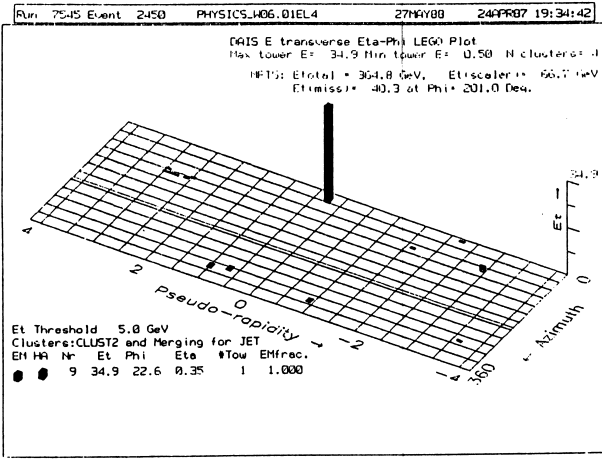 Run 7545 Event 2450 PHYSICS_W06.01EL4 27MAY88 24APR87 19:34:42
DAIS E transverse Eta-Phi LEGO Plot
Max tower E= 34.9 Min tower E= 0.50 N clusters=
METS: Etotal = 364.8 GeV, Et(scaler)= 66.7 GeV
Et(miss)= 40.3 at Phi= 201.0 Deg.
34.9
Et →
4
2
0
-2
-4
Pseudo-rapidity →
360
← Azimuth
0
Et Threshold 5.0 GeV
Clusters:CLUST2 and Merging for JET
EM HA Nr Et Phi Eta #Tow EMfrac.
9 34.9 22.6 0.35 1 1.000